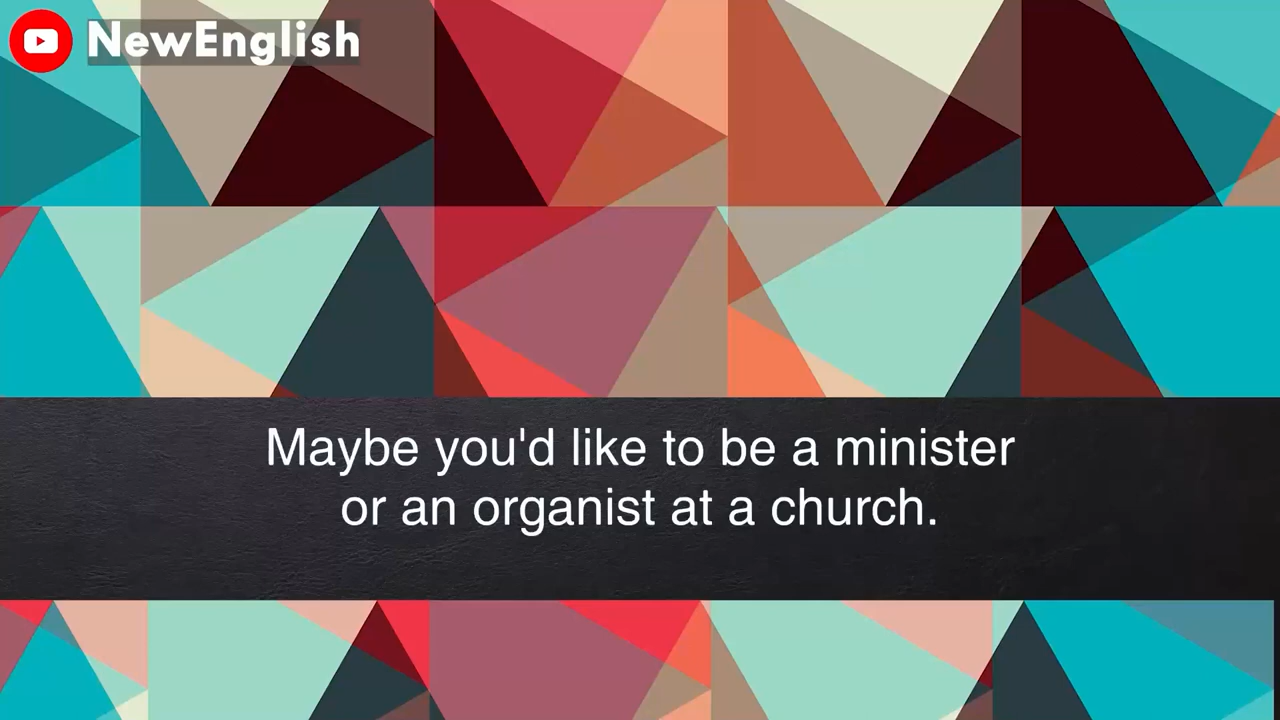 NewEnglish
Maybe you'd like to be a minister
or an organist at a church.